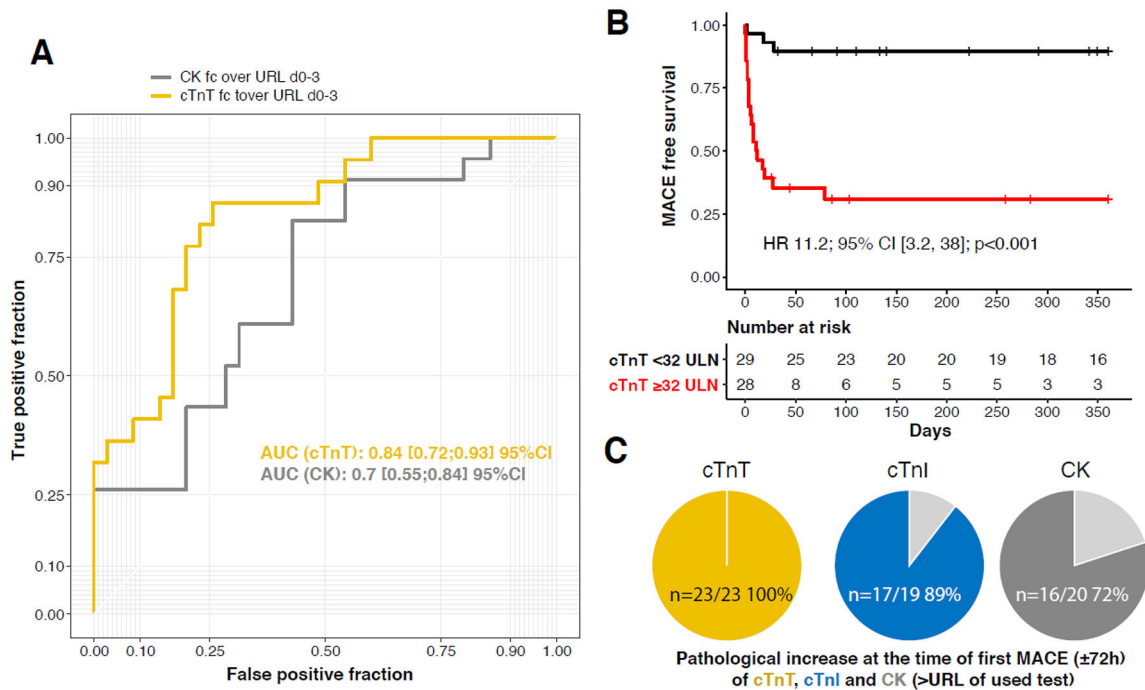 A
CK fc over URL d0-3
cTnT fc tover URL d0-3
True positive fraction
1.00
0.90
0.75
0.50
0.25
0.10
0.00
AUC (cTnT): 0.84 [0.72;0.93] 95%CI
AUC (CK): 0.7 [0.55;0.84] 95%CI
0.00 0.10 0.25 0.50 0.75 0.90 1.00
False positive fraction
B
MACE free survival
1.00
0.75
0.50
0.25
0.00
HR 11.2; 95% CI [3.2, 38]; p<0.001
0 50 100 150 200 250 300 350
Number at risk
cTnT <32 ULN 29 25 23 20 20 19 18 16
cTnT ≥32 ULN 28 8 6 5 5 5 3 3
0 50 100 150 200 250 300 350
Days
C
cTnT cTnI CK
n=23/23 100% n=17/19 89% n=16/20 72%
Pathological increase at the time of first MACE (±72h)
of cTnT, cTnI and CK (>URL of used test)